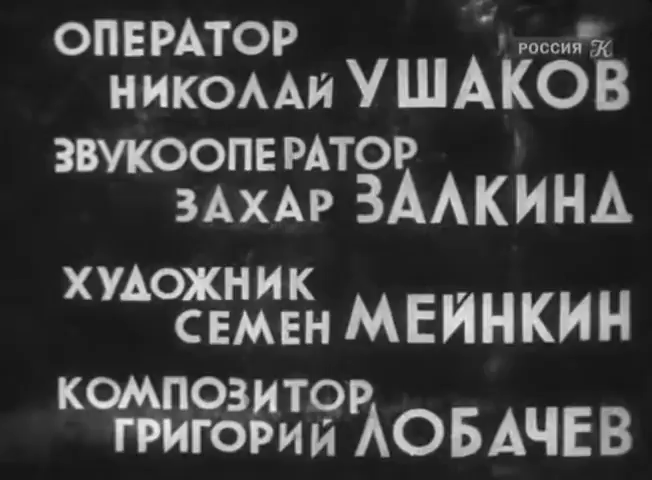 ОПЕРАТОР
РОССИЯ К
НИКОЛАЙ УШАКОВ
ЗВУКООПЕРАТОР
ЗАХАР ЗАЛКИНД
ХУДОЖНИК
СЕМЕН МЕЙНКИН
КОМПОЗИТОР
ГРИГОРИЙ ЛОБАЧЕВ